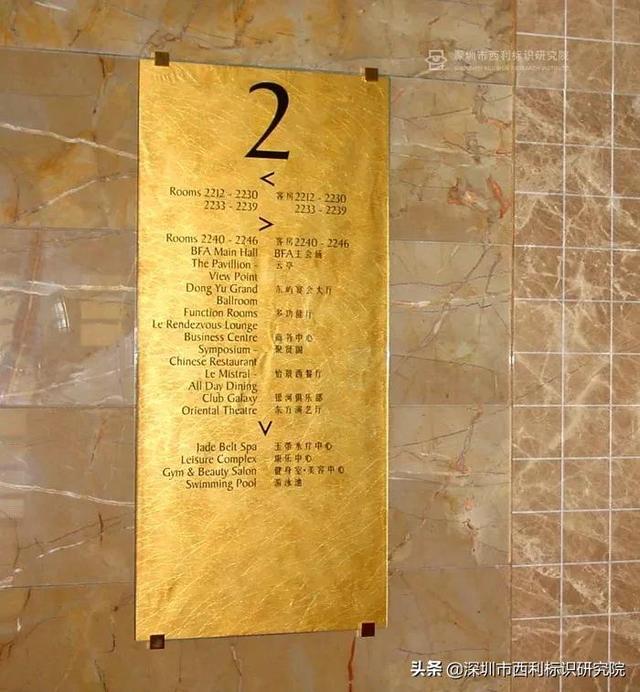 深圳市西利标识研究院
2
<
Rooms 2212 - 2230 客房2212 - 2230
2233 - 2239 2233 - 2239
>
Rooms 2240 - 2246 客房2240 - 2246
BFA Main Hall BFA主会场
The Pavillion - 云亭
View Point
Dong Yu Grand 东屿宴会大厅
Ballroom
Function Rooms 多功能厅
Le Rendezvous Lounge
Business Centre 商务中心
Symposium - 聚贤阁
Chinese Restaurant
Le Mistral - 怡景西餐厅
All Day Dining
Club Galaxy 银河俱乐部
Oriental Theatre 东方演艺厅
V
Jade Belt Spa 玉带水疗中心
Leisure Complex 康乐中心
Gym & Beauty Salon 健身室·美容中心
Swimming Pool 游泳池
头条 @深圳市西利标识研究院